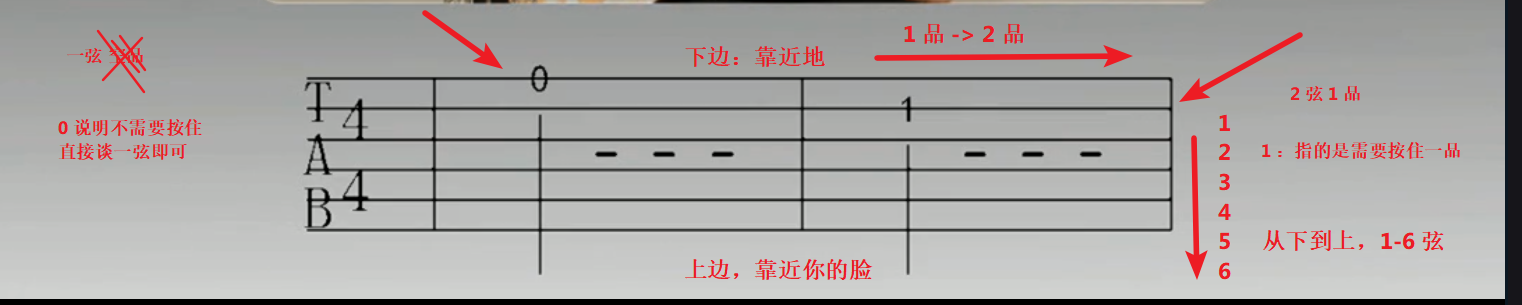 1 品 -> 2 品
下边：靠近地
一弦 空品
0
T
4
A
4
B
1
- - -
- - -
2 弦 1 品
0 说明不需要按住
直接谈一弦即可
1
2
3
4
5
6
1 ：指的是需要按住一品
从下到上，1-6 弦
上边，靠近你的脸